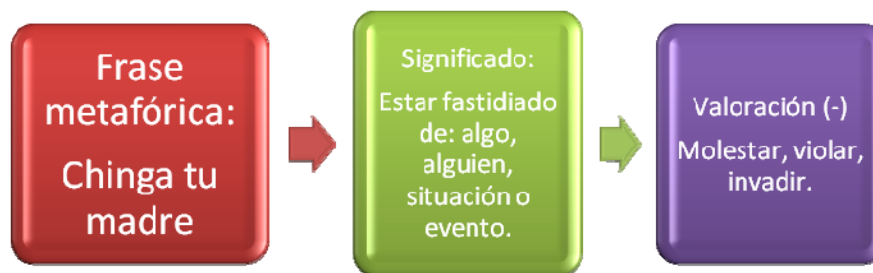 Frase
metafórica:
Chinga tu
madre
Significado:
Estar fastidiado
de: algo,
alguien,
situación o
evento.
Valoración (-)
Molestar, violar,
invadir.